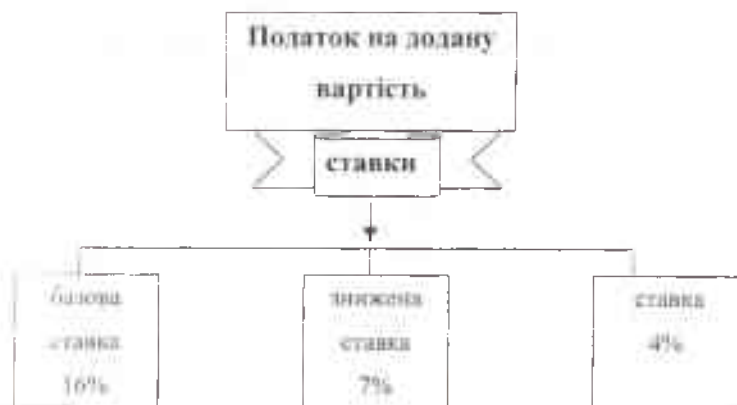 Податок на додану
вартість
ставки
базова
ставка
16%
знижена
ставка
7%
ставка
4%